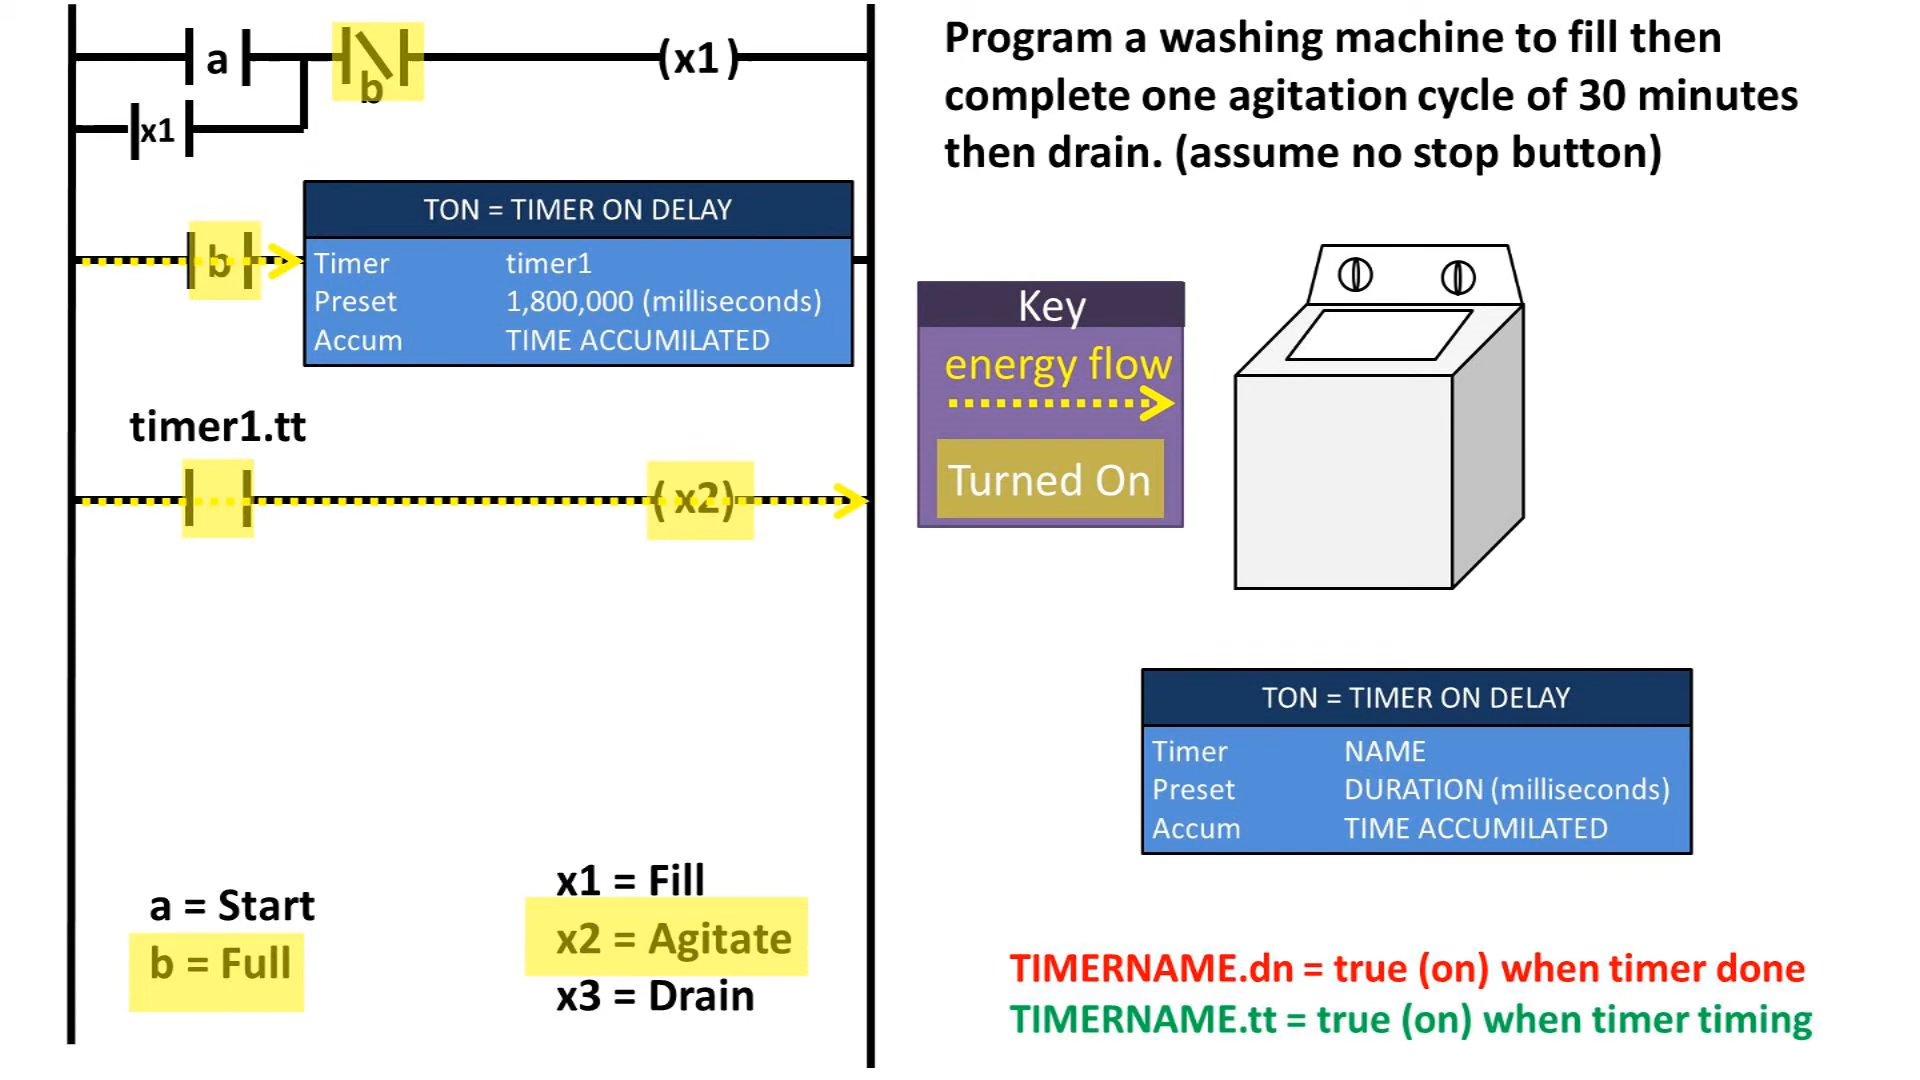 a
b
(x1)
x1
Program a washing machine to fill then
complete one agitation cycle of 30 minutes
then drain. (assume no stop button)
TON = TIMER ON DELAY
b
Timer timer1
Preset 1,800,000 (milliseconds)
Accum TIME ACCUMILATED
Key
energy flow
Turned On
timer1.tt
(x2)
TON = TIMER ON DELAY
Timer NAME
Preset DURATION (milliseconds)
Accum TIME ACCUMILATED
a = Start
b = Full
x1 = Fill
x2 = Agitate
x3 = Drain
TIMERNAME.dn = true (on) when timer done
TIMERNAME.tt = true (on) when timer timing